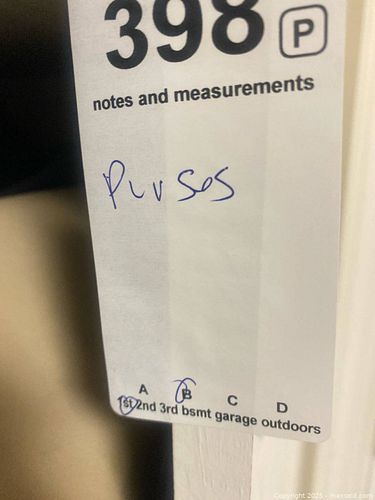 398 P
notes and measurements
Purses
A B C D
1st 2nd 3rd bsmt garage outdoors
Copyright 2025 - maxsold.com